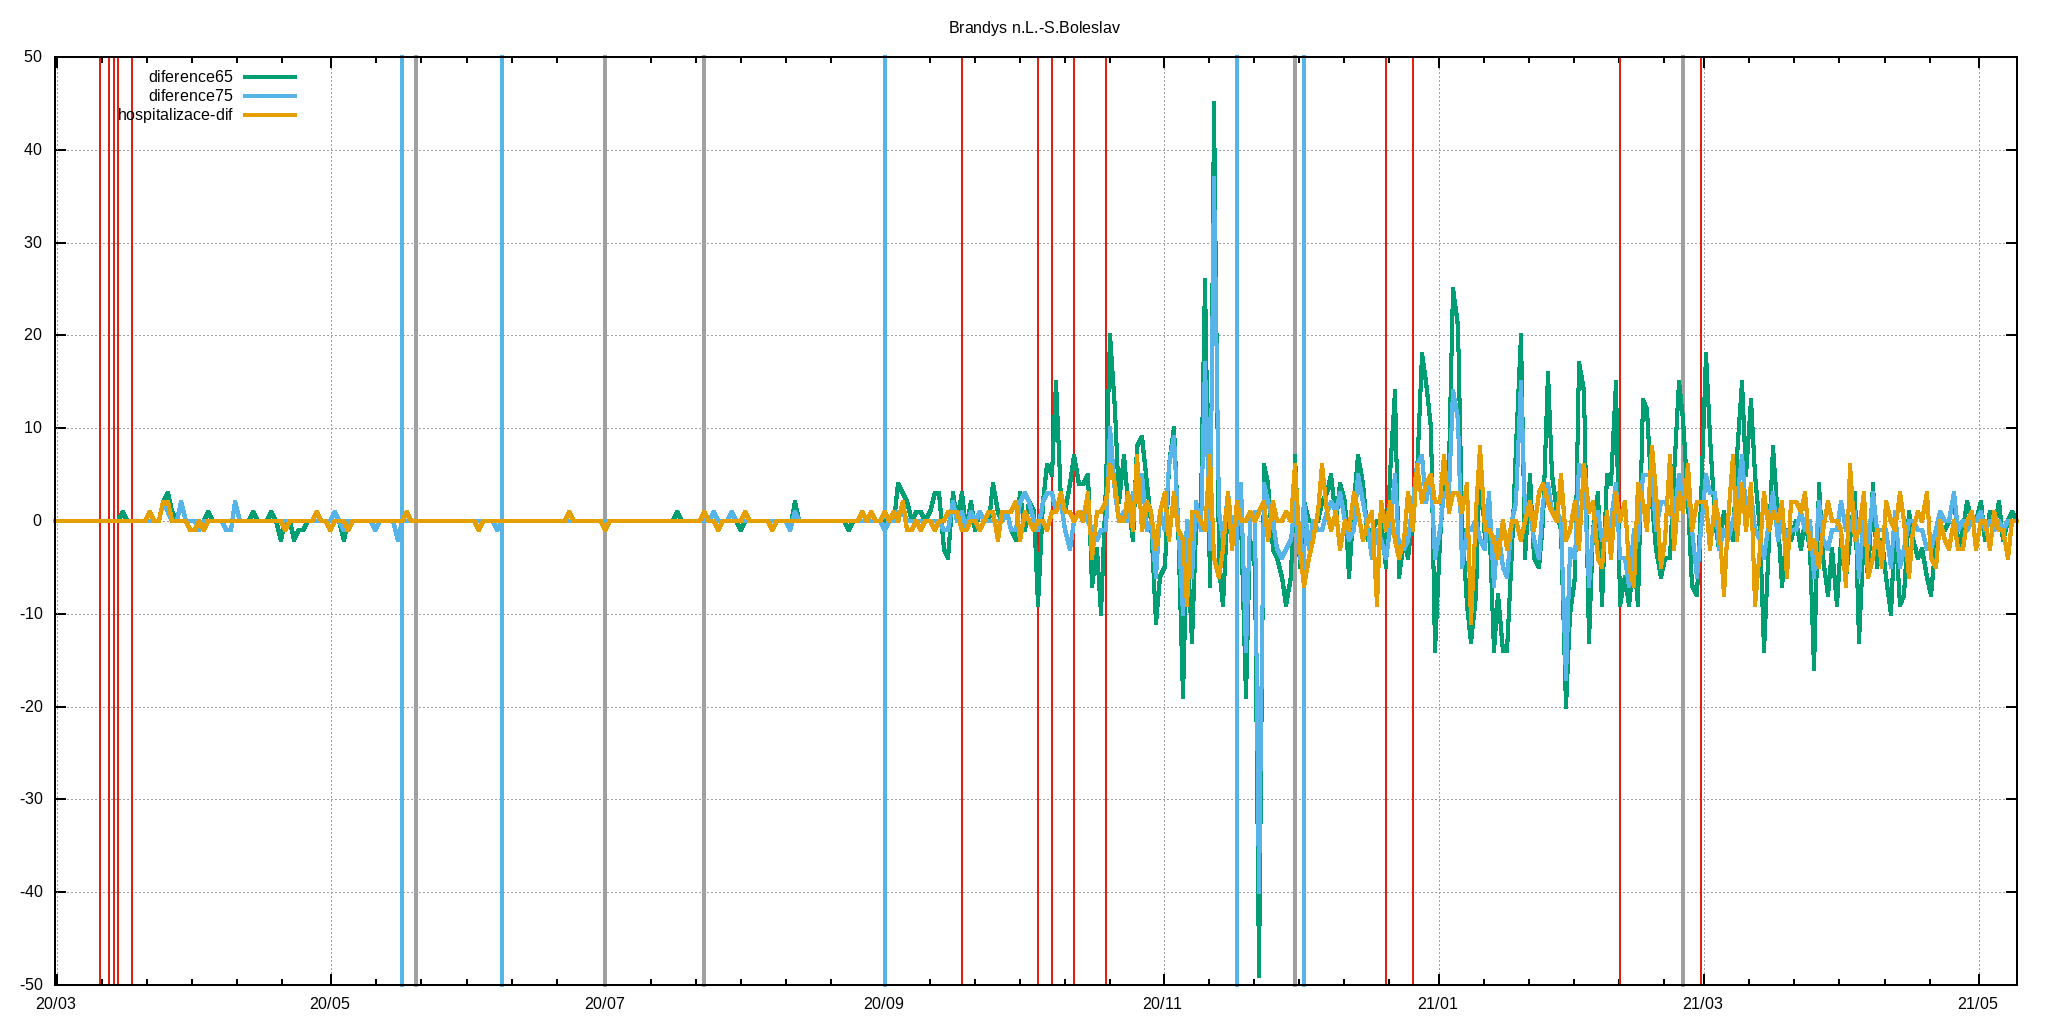 Brandys n.L.-S.Boleslav
50
diference65
diference75
hospitalizace-dif
40
30
20
10
0
-10
-20
-30
-40
-50
20/03 20/05 20/07 20/09 20/11 21/01 21/03 21/05